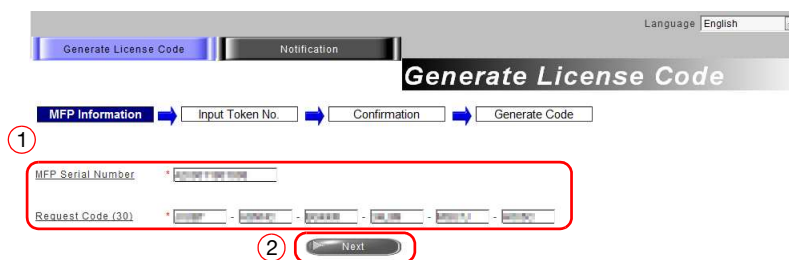 Language English
Generate License Code Notification
Generate License Code
MFP Information Input Token No. Confirmation Generate Code
1
MFP Serial Number *
Request Code (30) * - - - - -
2 Next